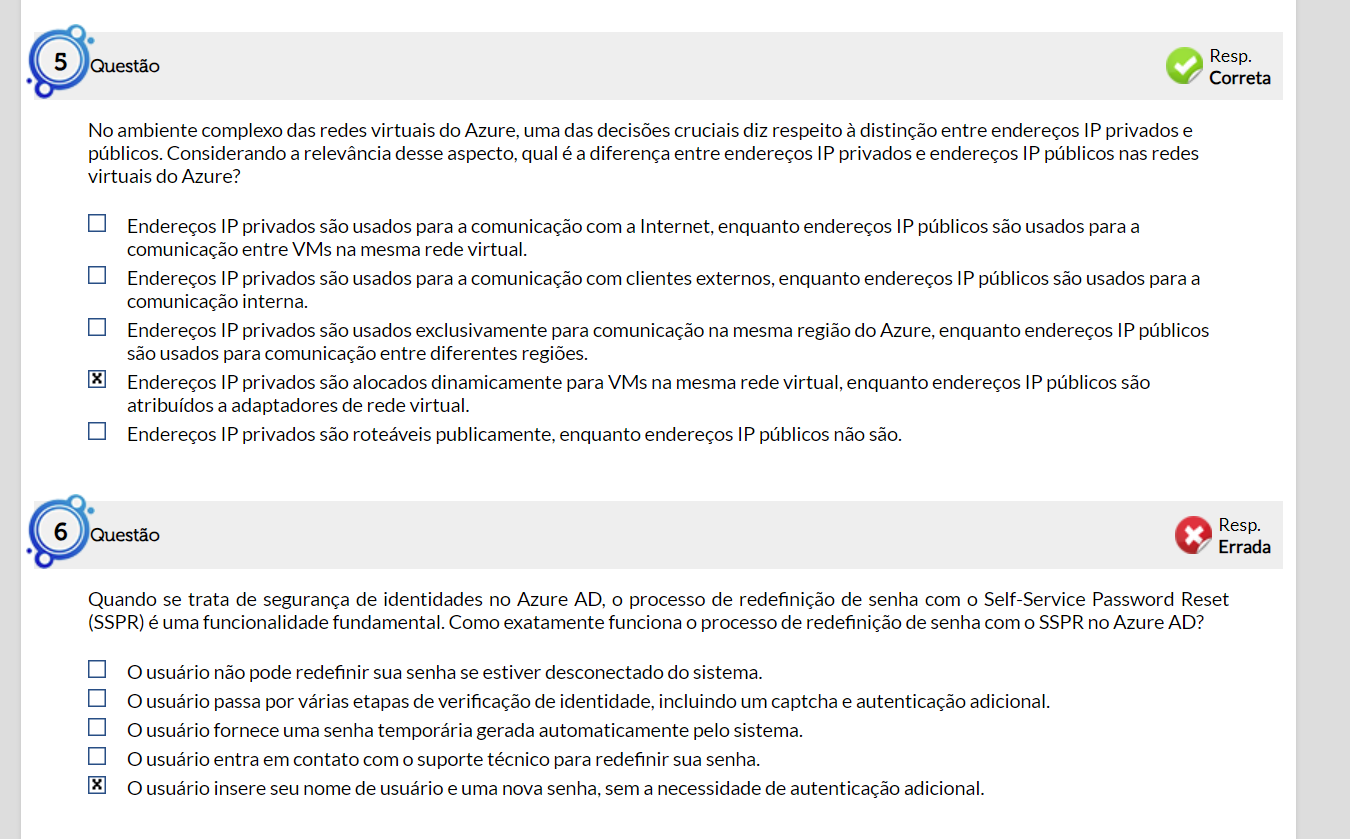 5 Questão
Resp.
Correta
No ambiente complexo das redes virtuais do Azure, uma das decisões cruciais diz respeito à distinção entre endereços IP privados e
públicos. Considerando a relevância desse aspecto, qual é a diferença entre endereços IP privados e endereços IP públicos nas redes
virtuais do Azure?
Endereços IP privados são usados para a comunicação com a Internet, enquanto endereços IP públicos são usados para a
comunicação entre VMs na mesma rede virtual.
Endereços IP privados são usados para a comunicação com clientes externos, enquanto endereços IP públicos são usados para a
comunicação interna.
Endereços IP privados são usados exclusivamente para comunicação na mesma região do Azure, enquanto endereços IP públicos
são usados para comunicação entre diferentes regiões.
Endereços IP privados são alocados dinamicamente para VMs na mesma rede virtual, enquanto endereços IP públicos são
atribuídos a adaptadores de rede virtual.
Endereços IP privados são roteáveis publicamente, enquanto endereços IP públicos não são.
6 Questão
Resp.
Errada
Quando se trata de segurança de identidades no Azure AD, o processo de redefinição de senha com o Self-Service Password Reset
(SSPR) é uma funcionalidade fundamental. Como exatamente funciona o processo de redefinição de senha com o SSPR no Azure AD?
O usuário não pode redefinir sua senha se estiver desconectado do sistema.
O usuário passa por várias etapas de verificação de identidade, incluindo um captcha e autenticação adicional.
O usuário fornece uma senha temporária gerada automaticamente pelo sistema.
O usuário entra em contato com o suporte técnico para redefinir sua senha.
O usuário insere seu nome de usuário e uma nova senha, sem a necessidade de autenticação adicional.